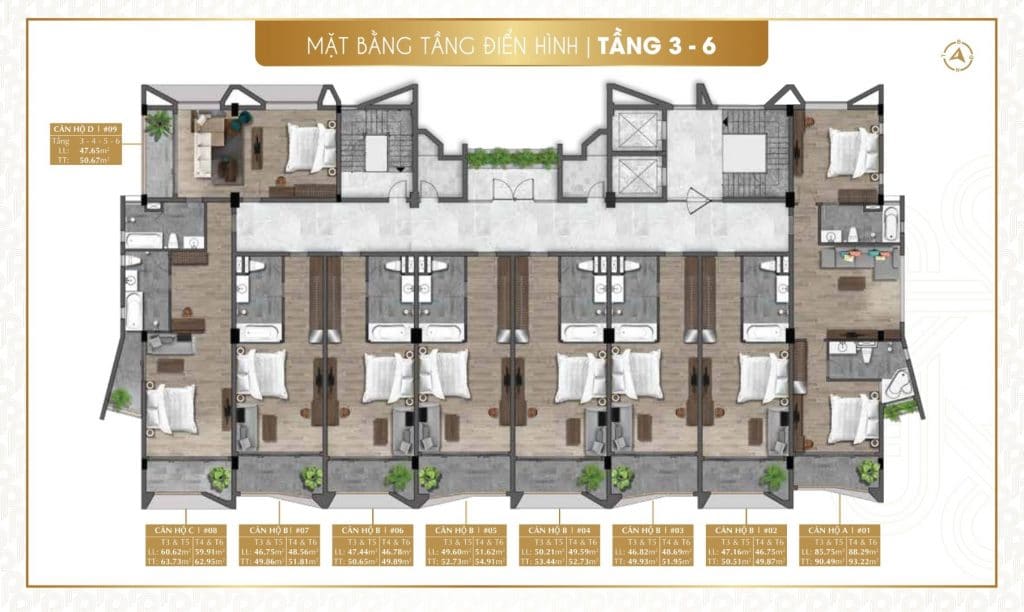 MẶT BẰNG TẦNG ĐIỂN HÌNH | TẦNG 3 - 6
CĂN HỘ D | #09
Tầng 3 - 4 - 5 - 6
LL: 47.65m²
TT: 50.67m²
CĂN HỘ C | #08
T3 & T5 T4 & T6
LL: 60.62m² 59.91m²
TT: 63.73m² 62.95m²
CĂN HỘ B | #07
T3 & T5 T4 & T6
LL: 46.75m² 48.56m²
TT: 49.86m² 51.81m²
CĂN HỘ B | #06
T3 & T5 T4 & T6
LL: 47.44m² 46.78m²
TT: 50.65m² 49.89m²
CĂN HỘ B | #05
T3 & T5 T4 & T6
LL: 49.60m² 51.62m²
TT: 52.73m² 54.91m²
CĂN HỘ B | #04
T3 & T5 T4 & T6
LL: 50.21m² 49.59m²
TT: 53.44m² 52.73m²
CĂN HỘ B | #03
T3 & T5 T4 & T6
LL: 46.82m² 48.69m²
TT: 49.93m² 51.95m²
CĂN HỘ B | #02
T3 & T5 T4 & T6
LL: 47.16m² 46.75m²
TT: 50.51m² 49.87m²
CĂN HỘ A | #01
T3 & T5 T4 & T6
LL: 85.75m² 88.29m²
TT: 90.49m² 93.22m²